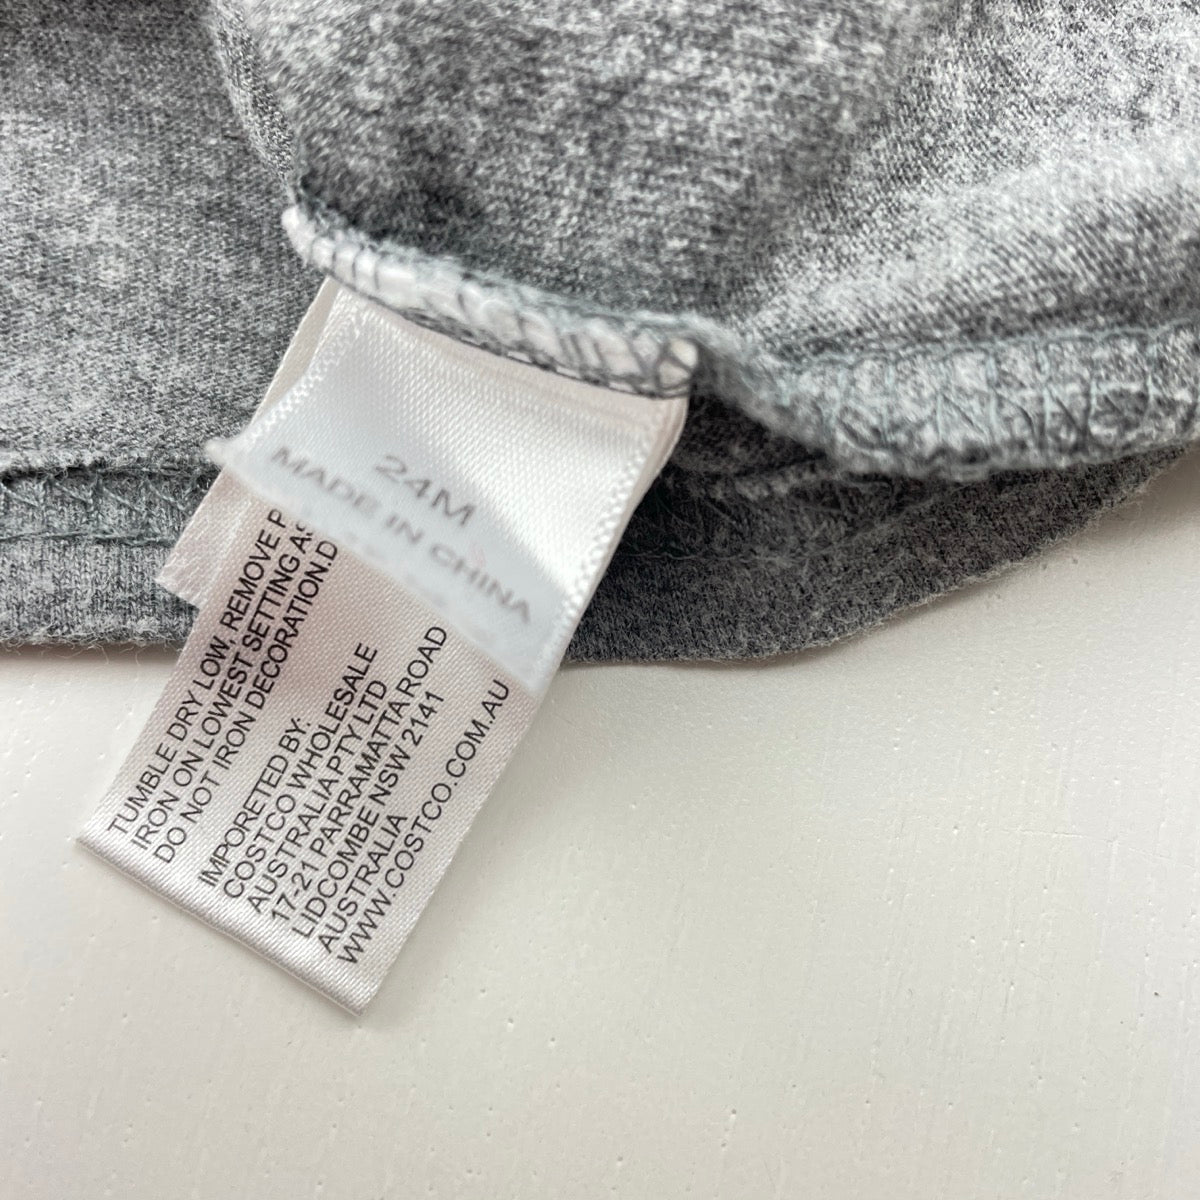 24M
MADE IN CHINA
TUMBLE DRY LOW, REMOVE P
IRON ON LOWEST SETTING AS
DO NOT IRON DECORATION.D
IMPORETED BY:
COSTCO WHOLESALE
AUSTRALIA PTY LTD
17-21 PARRAMATTA ROAD
LIDCOMBE NSW 2141
AUSTRALIA
WWW.COSTCO.COM.AU